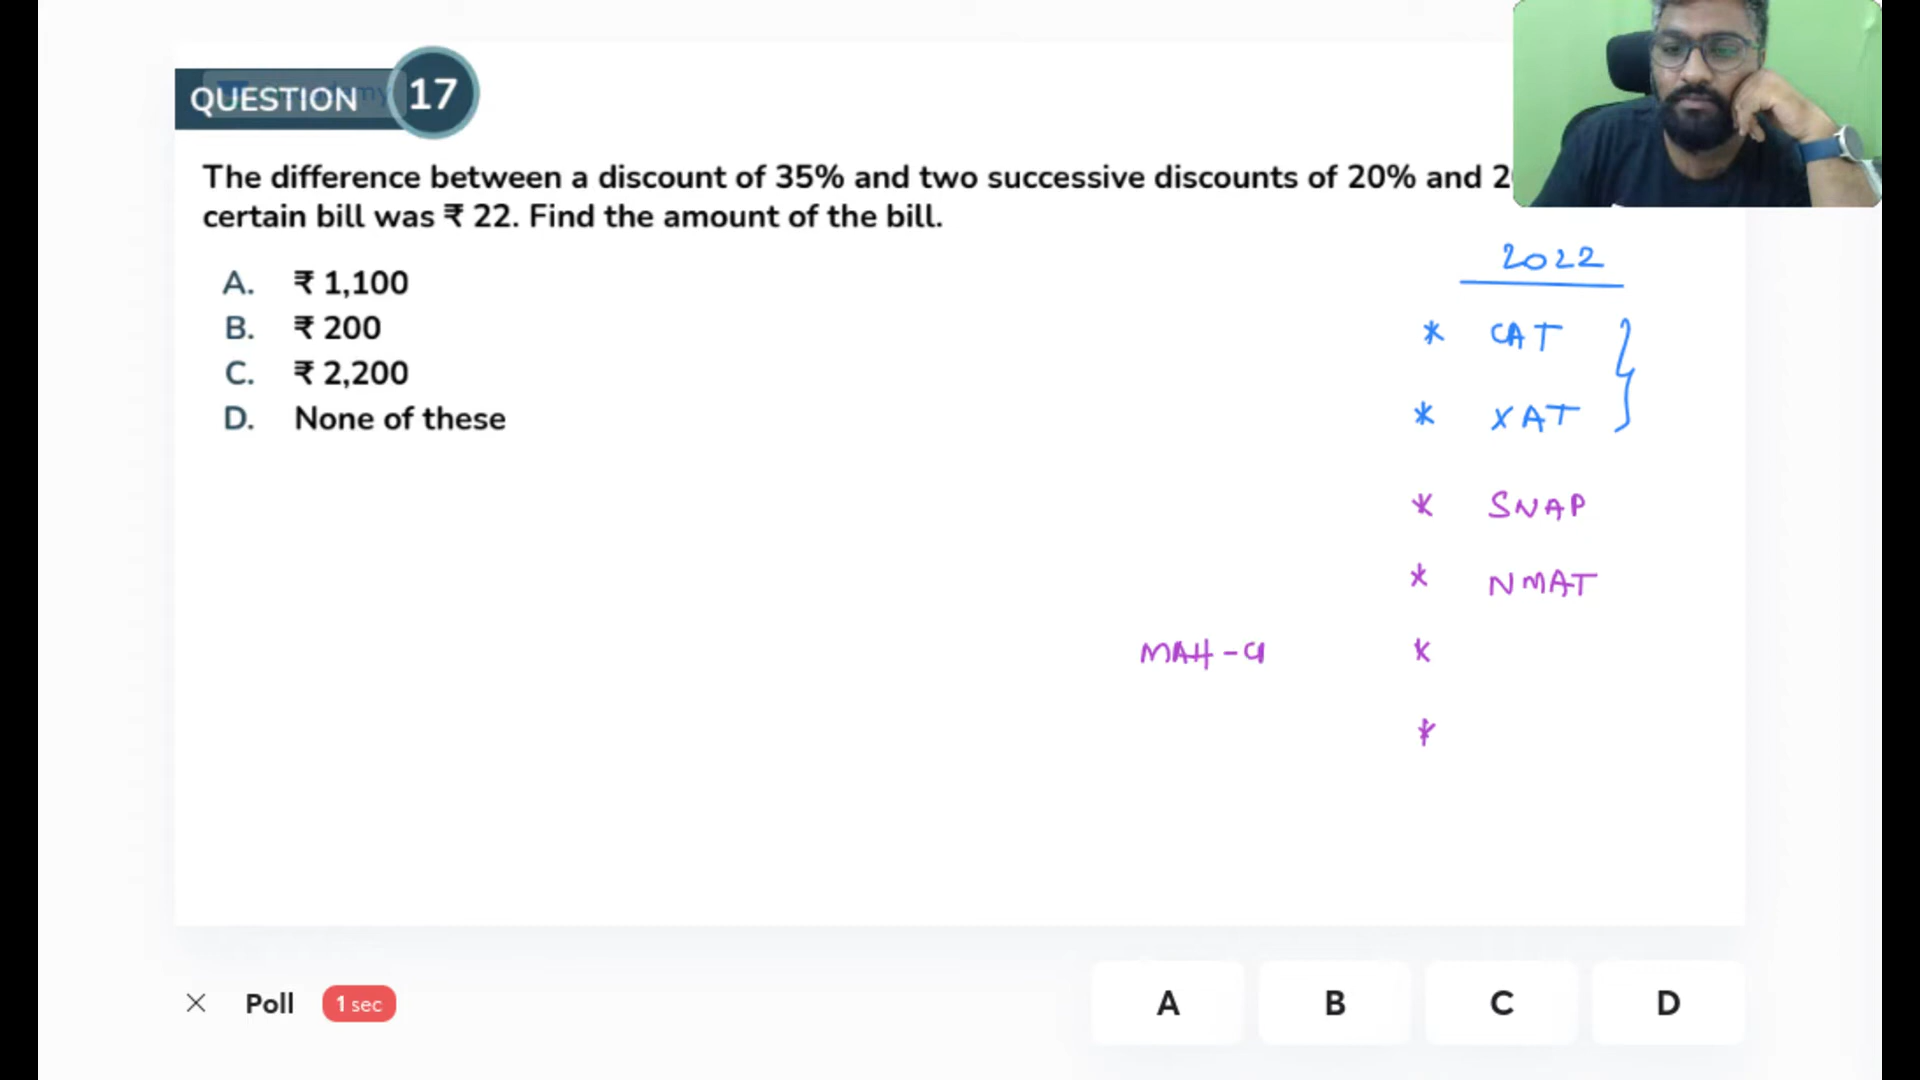 QUESTION 17
The difference between a discount of 35% and two successive discounts of 20% and
certain bill was ₹ 22. Find the amount of the bill.
A. ₹ 1,100
B. ₹ 200
C. ₹ 2,200
D. None of these
2022
* CAT
* XAT
* SNAP
* NMAT
MAH - *
*
× Poll 1 sec
A B C D